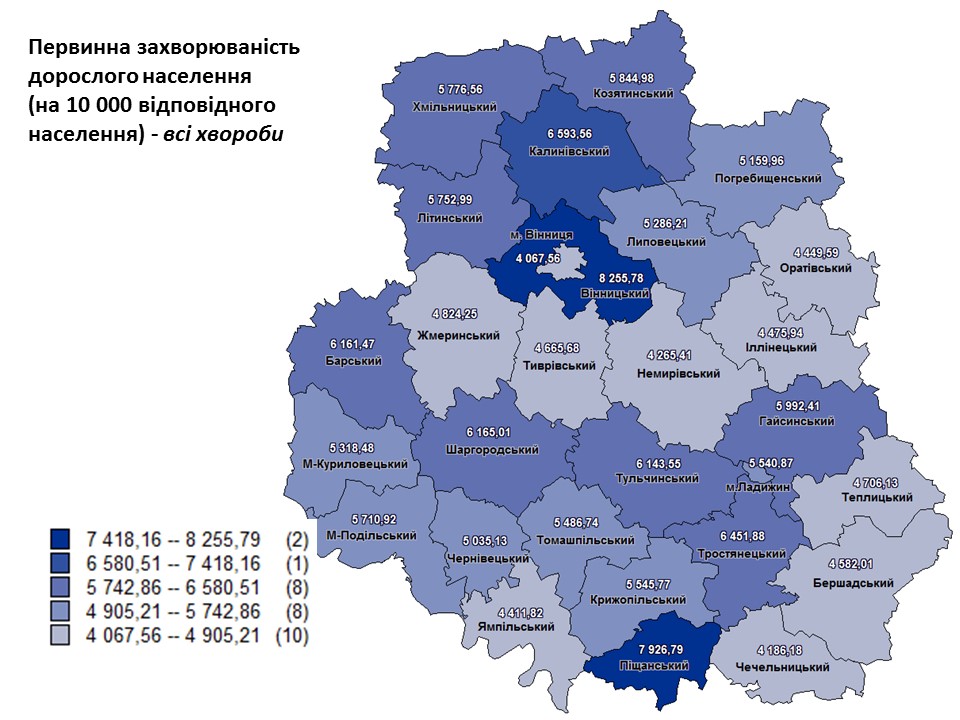 Первинна захворюваність
дорослого населення
(на 10 000 відповідного
населення) - всі хвороби
5 776,56
Хмільницький
5 844,98
Козятинський
6 593,56
Калинівський
5 159,96
Погребищенський
5 752,99
Літинський
5 286,21
Липовецький
м. Вінниця
4 067,56
8 255,78
Вінницький
4 449,59
Оратівський
4 824,25
Жмеринський
6 161,47
Барський
4 665,68
Тиврівський
4 265,41
Немирівський
4 475,94
Іллінецький
5 992,41
Гайсинський
6 165,01
Шаргородський
5 318,48
М-Куриловецький
6 143,55
Тульчинський
5 540,87
м.Ладижин
4 706,13
Теплицький
5 710,92
М-Подільський
5 035,13
Чернівецький
5 486,74
Томашпільський
6 451,88
Тростянецький
4 582,01
Бершадський
5 545,77
Крижопільський
4 411,82
Ямпільський
7 926,79
Піщанський
4 186,18
Чечельницький
7 418,16 -- 8 255,79 (2)
6 580,51 -- 7 418,16 (1)
5 742,86 -- 6 580,51 (8)
4 905,21 -- 5 742,86 (8)
4 067,56 -- 4 905,21 (10)